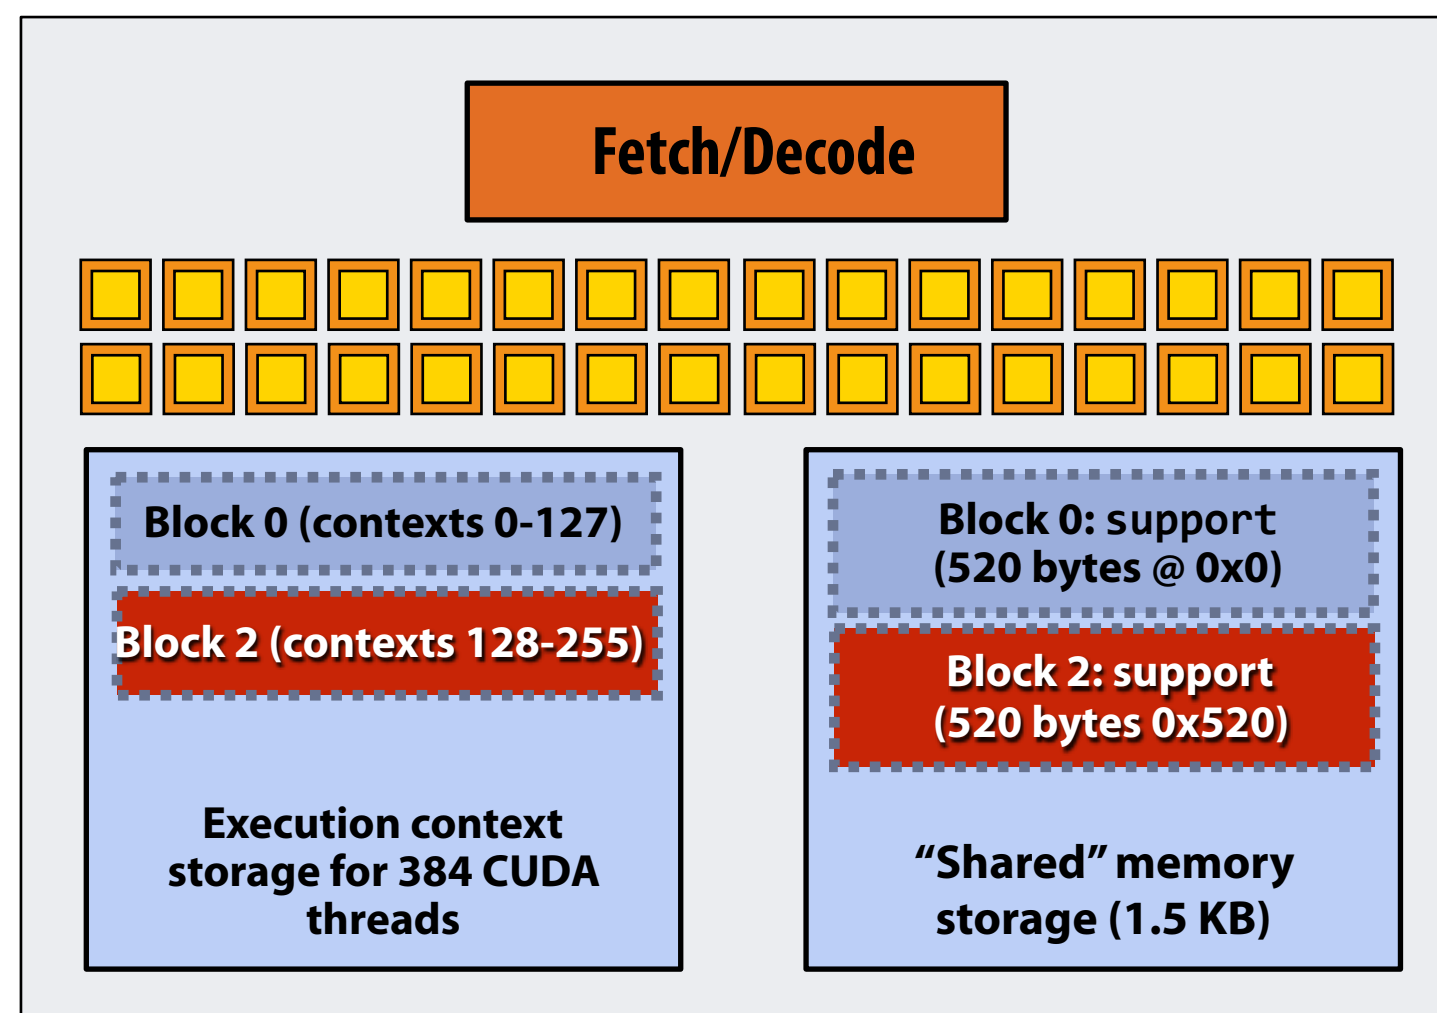 Fetch/Decode
Block 0 (contexts 0-127)
Block 2 (contexts 128-255)
Execution context
storage for 384 CUDA
threads
Block 0: support
(520 bytes @ 0x0)
Block 2: support
(520 bytes 0x520)
“Shared” memory
storage (1.5 KB)